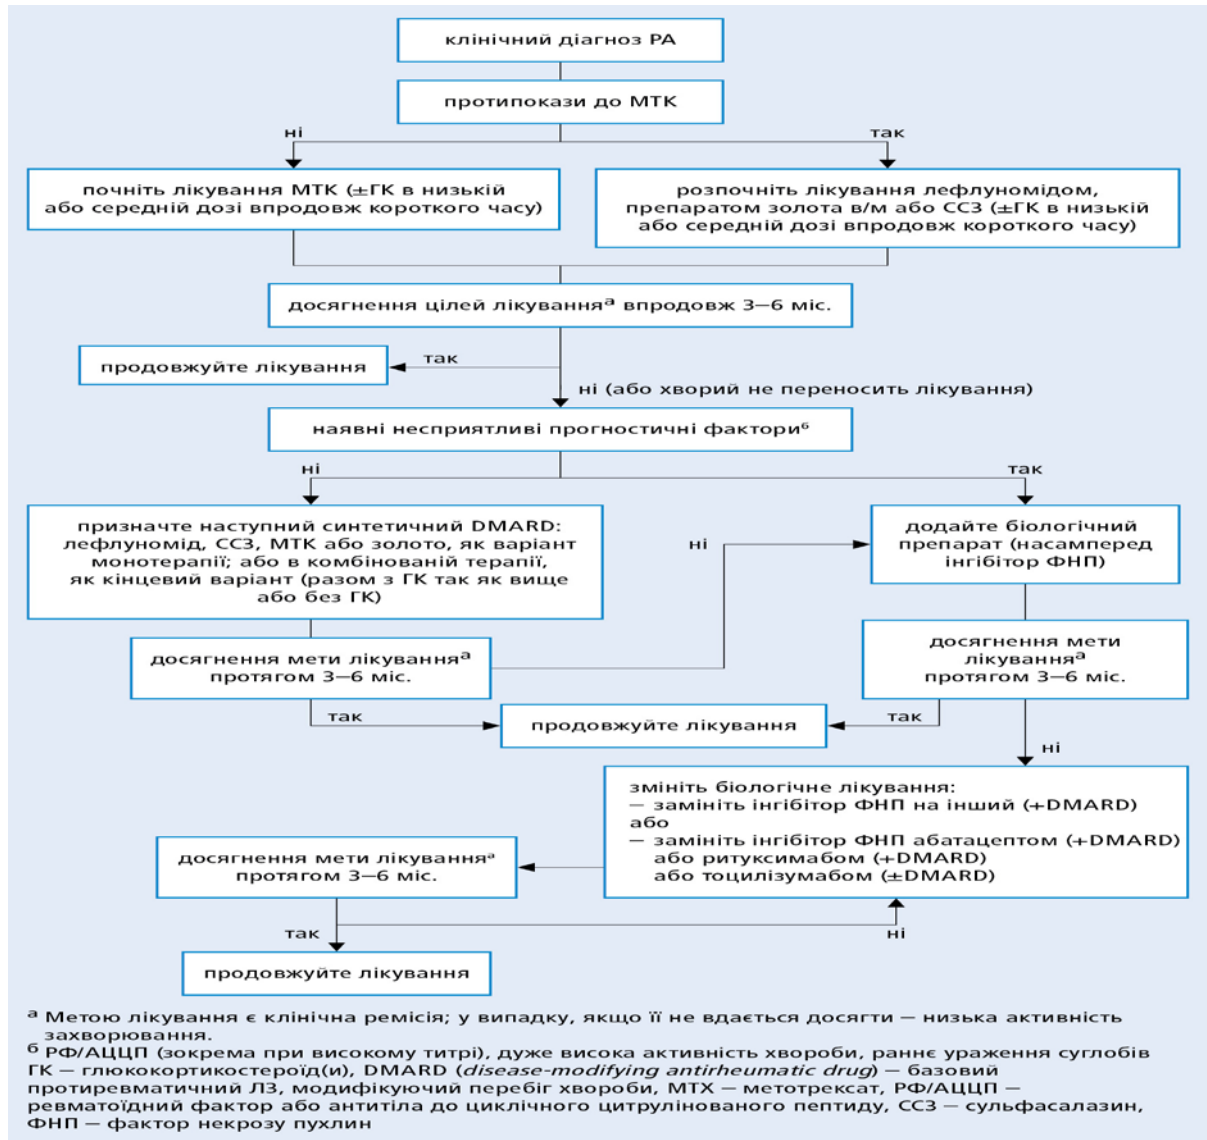 клінічний діагноз РА
протипокази до МТК
ні
так
почніть лікування МТК (±ГК в низькій
або середній дозі впродовж короткого часу)
розпочніть лікування лефлуномідом,
препаратом золота в/м або ССЗ (±ГК в низькій
або середній дозі впродовж короткого часу)
досягнення цілей лікуванняᵃ впродовж 3–6 міс.
так
продовжуйте лікування
ні (або хворий не переносить лікування)
наявні несприятливі прогностичні факториᵇ
ні
так
призначте наступний синтетичний DMARD:
лефлуномід, ССЗ, МТК або золото, як варіант
монотерапії; або в комбінованій терапії,
як кінцевий варіант (разом з ГК так як вище
або без ГК)
ні
додайте біологічний
препарат (насамперед
інгібітор ФНП)
досягнення мети лікуванняᵃ
протягом 3–6 міс.
досягнення мети
лікуванняᵃ
протягом 3–6 міс.
так
продовжуйте лікування
так
ні
змініть біологічне лікування:
– замініть інгібітор ФНП на інший (+DMARD)
або
– замініть інгібітор ФНП абатацептом (+DMARD)
або ритуксимабом (+DMARD)
або тоцилізумабом (±DMARD)
досягнення мети лікуванняᵃ
протягом 3–6 міс.
так
ні
продовжуйте лікування
ᵃ Метою лікування є клінічна ремісія; у випадку, якщо її не вдається досягти – низька активність
захворювання.
б РФ/АЦЦП (зокрема при високому титрі), дуже висока активність хвороби, раннє ураження суглобів
ГК – глюкокортикостероїд(и), DMARD (disease-modifying antirheumatic drug) – базовий
протиревматичний ЛЗ, модифікуючий перебіг хвороби, МТХ – метотрексат, РФ/АЦЦП –
ревматоїдний фактор або антитіла до циклічного цитрулінованого пептиду, ССЗ – сульфасалазин,
ФНП – фактор некрозу пухлин